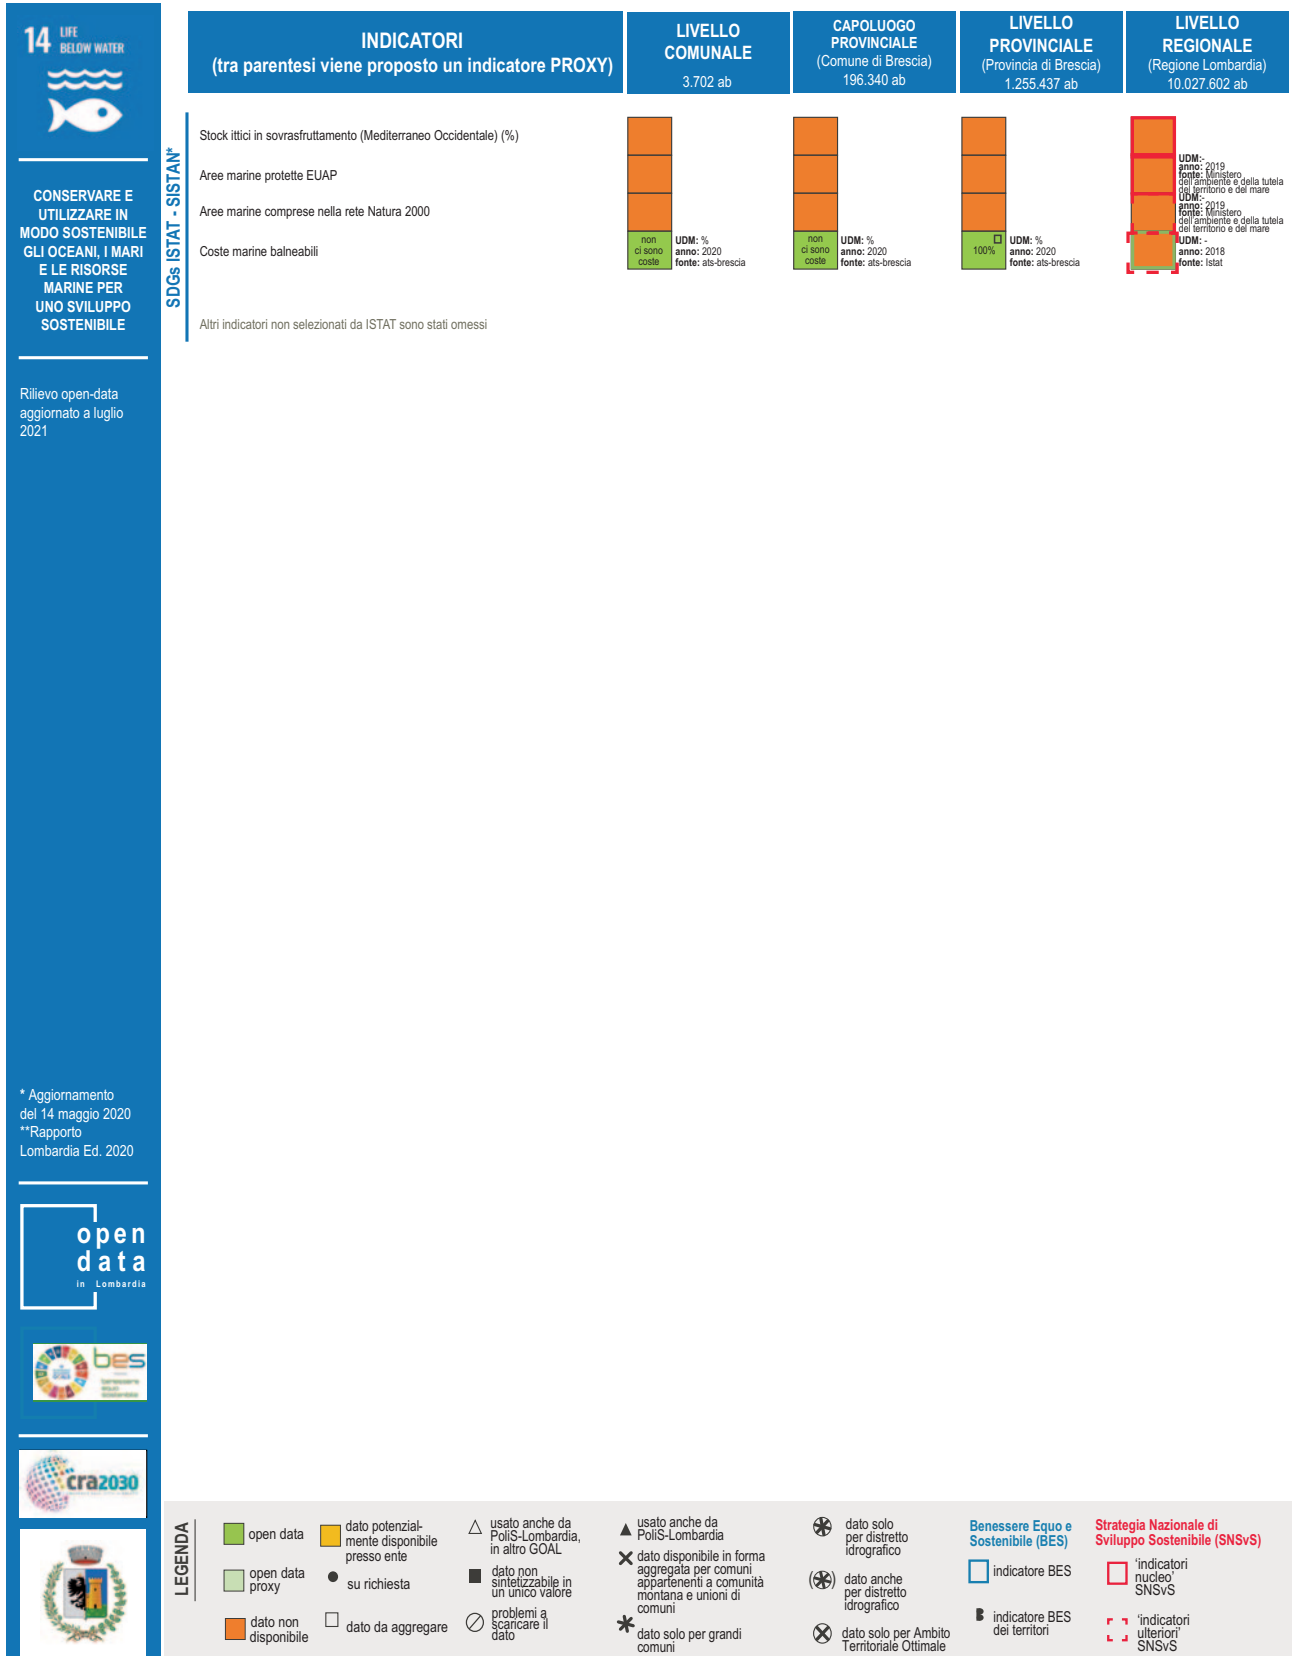 14 LIFE
BELOW WATER
CONSERVARE E
UTILIZZARE IN
MODO SOSTENIBILE
GLI OCEANI, I MARI
E LE RISORSE
MARINE PER
UNO SVILUPPO
SOSTENIBILE
Rilievo open-data
aggiornato a luglio
2021
* Aggiornamento
del 14 maggio 2020
**Rapporto
Lombardia Ed. 2020
open
data
in Lombardia
bes
benessere
equo
sostenibile
cra2030
INDICATORI
(tra parentesi viene proposto un indicatore PROXY)
LIVELLO
COMUNALE
3.702 ab
CAPOLUOGO
PROVINCIALE
(Comune di Brescia)
196.340 ab
LIVELLO
PROVINCIALE
(Provincia di Brescia)
1.255.437 ab
LIVELLO
REGIONALE
(Regione Lombardia)
10.027.602 ab
SDGs ISTAT - SISTAN*
Stock ittici in sovrasfruttamento (Mediterraneo Occidentale) (%)
Aree marine protette EUAP
UDM:-
anno: 2019
fonte: Ministero
dell'ambiente e della tutela
del territorio e del mare
Aree marine comprese nella rete Natura 2000
UDM:-
anno: 2019
fonte: Ministero
dell'ambiente e della tutela
del territorio e del mare
Coste marine balneabili
non
ci sono
coste
UDM: %
anno: 2020
fonte: ats-brescia
non
ci sono
coste
UDM: %
anno: 2020
fonte: ats-brescia
100%
UDM: %
anno: 2020
fonte: ats-brescia
UDM: -
anno: 2018
fonte: Istat
Altri indicatori non selezionati da ISTAT sono stati omessi
LEGENDA
open data
open data
proxy
dato non
disponibile
dato potenzial-
mente disponibile
presso ente
su richiesta
dato da aggregare
usato anche da
PoliS-Lombardia,
in altro GOAL
dato non
sintetizzabile in
un unico valore
problemi a
scaricare il
dato
usato anche da
PoliS-Lombardia
dato disponibile in forma
aggregata per comuni
appartenenti a comunità
montana e unioni di
comuni
dato solo per grandi
comuni
dato solo
per distretto
idrografico
dato anche
per distretto
idrografico
dato solo per Ambito
Territoriale Ottimale
Benessere Equo e
Sostenibile (BES)
indicatore BES
indicatore BES
dei territori
Strategia Nazionale di
Sviluppo Sostenibile (SNSvS)
'indicatori
nucleo'
SNSvS
'indicatori
ulteriori'
SNSvS